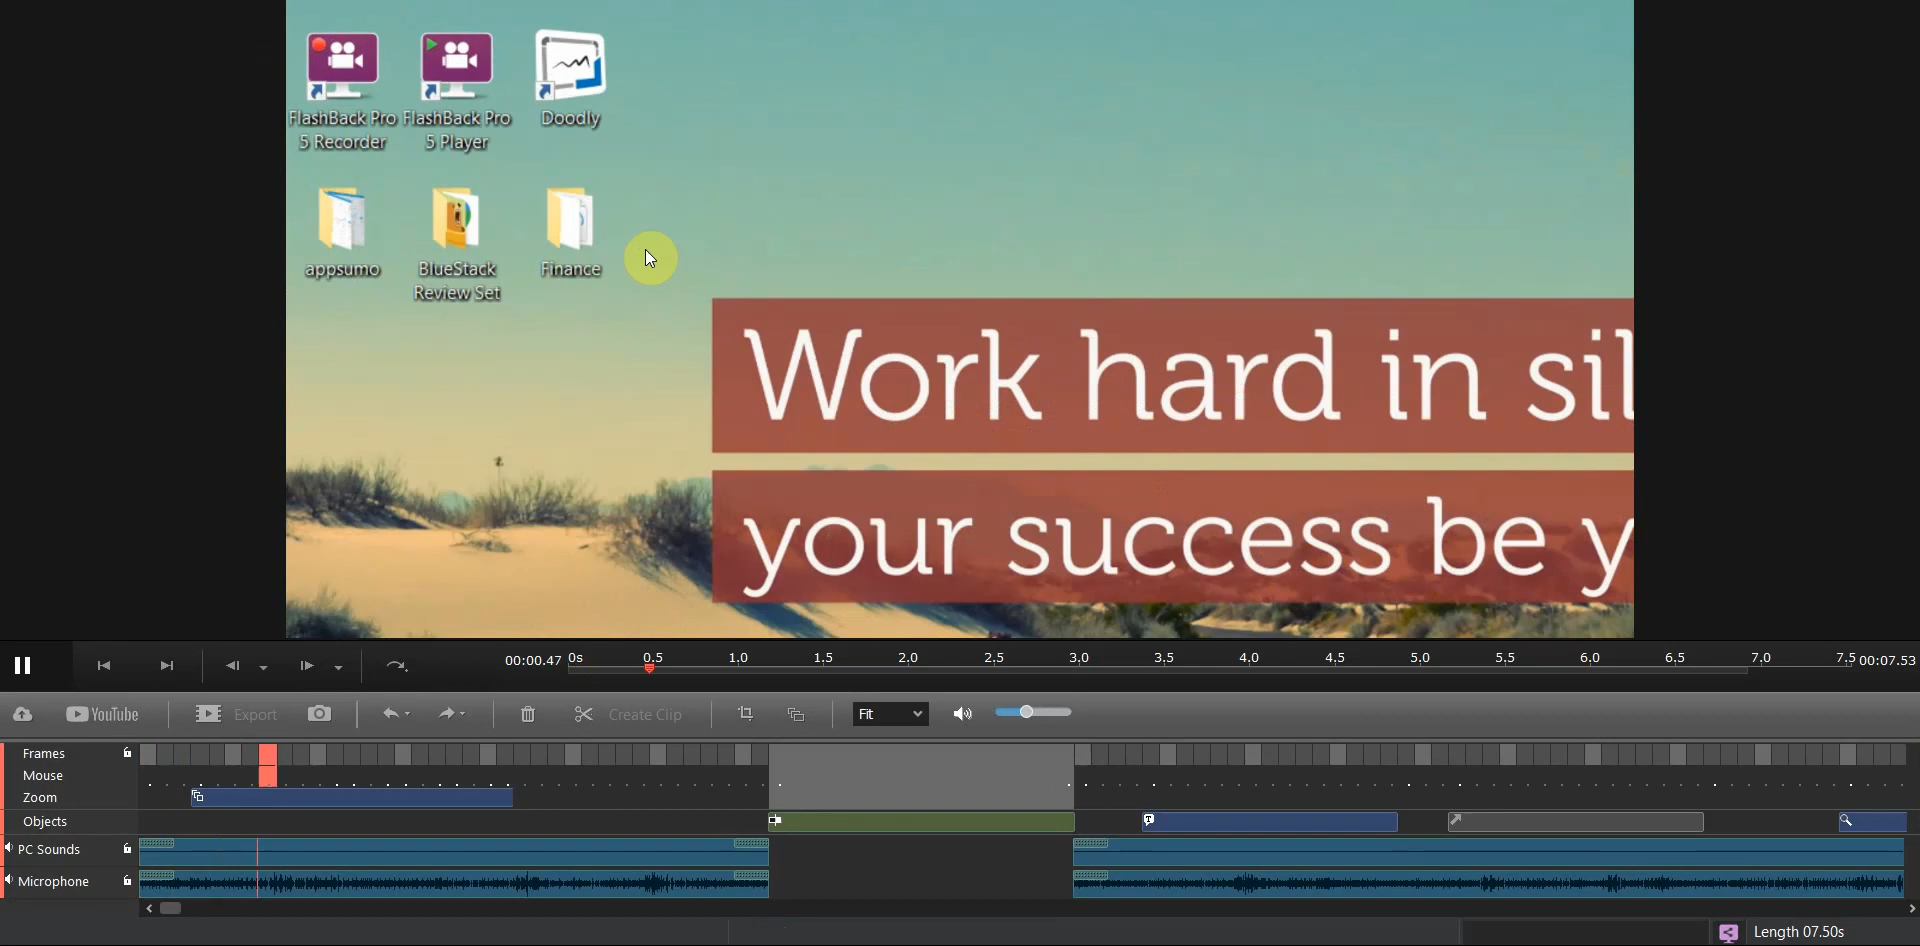 FlashBack Pro
5 Recorder
FlashBack Pro
5 Player
Doodly
appsumo
BlueStack
Review Set
Finance
Work hard in sil
your success be y
00:00.47
0s
0.5
1.0
1.5
2.0
2.5
3.0
3.5
4.0
4.5
5.0
5.5
6.0
6.5
7.0
7.5
00:07.53
YouTube
Export
Create Clip
Fit
Frames
Mouse
Zoom
Objects
PC Sounds
Microphone
Length 07.50s